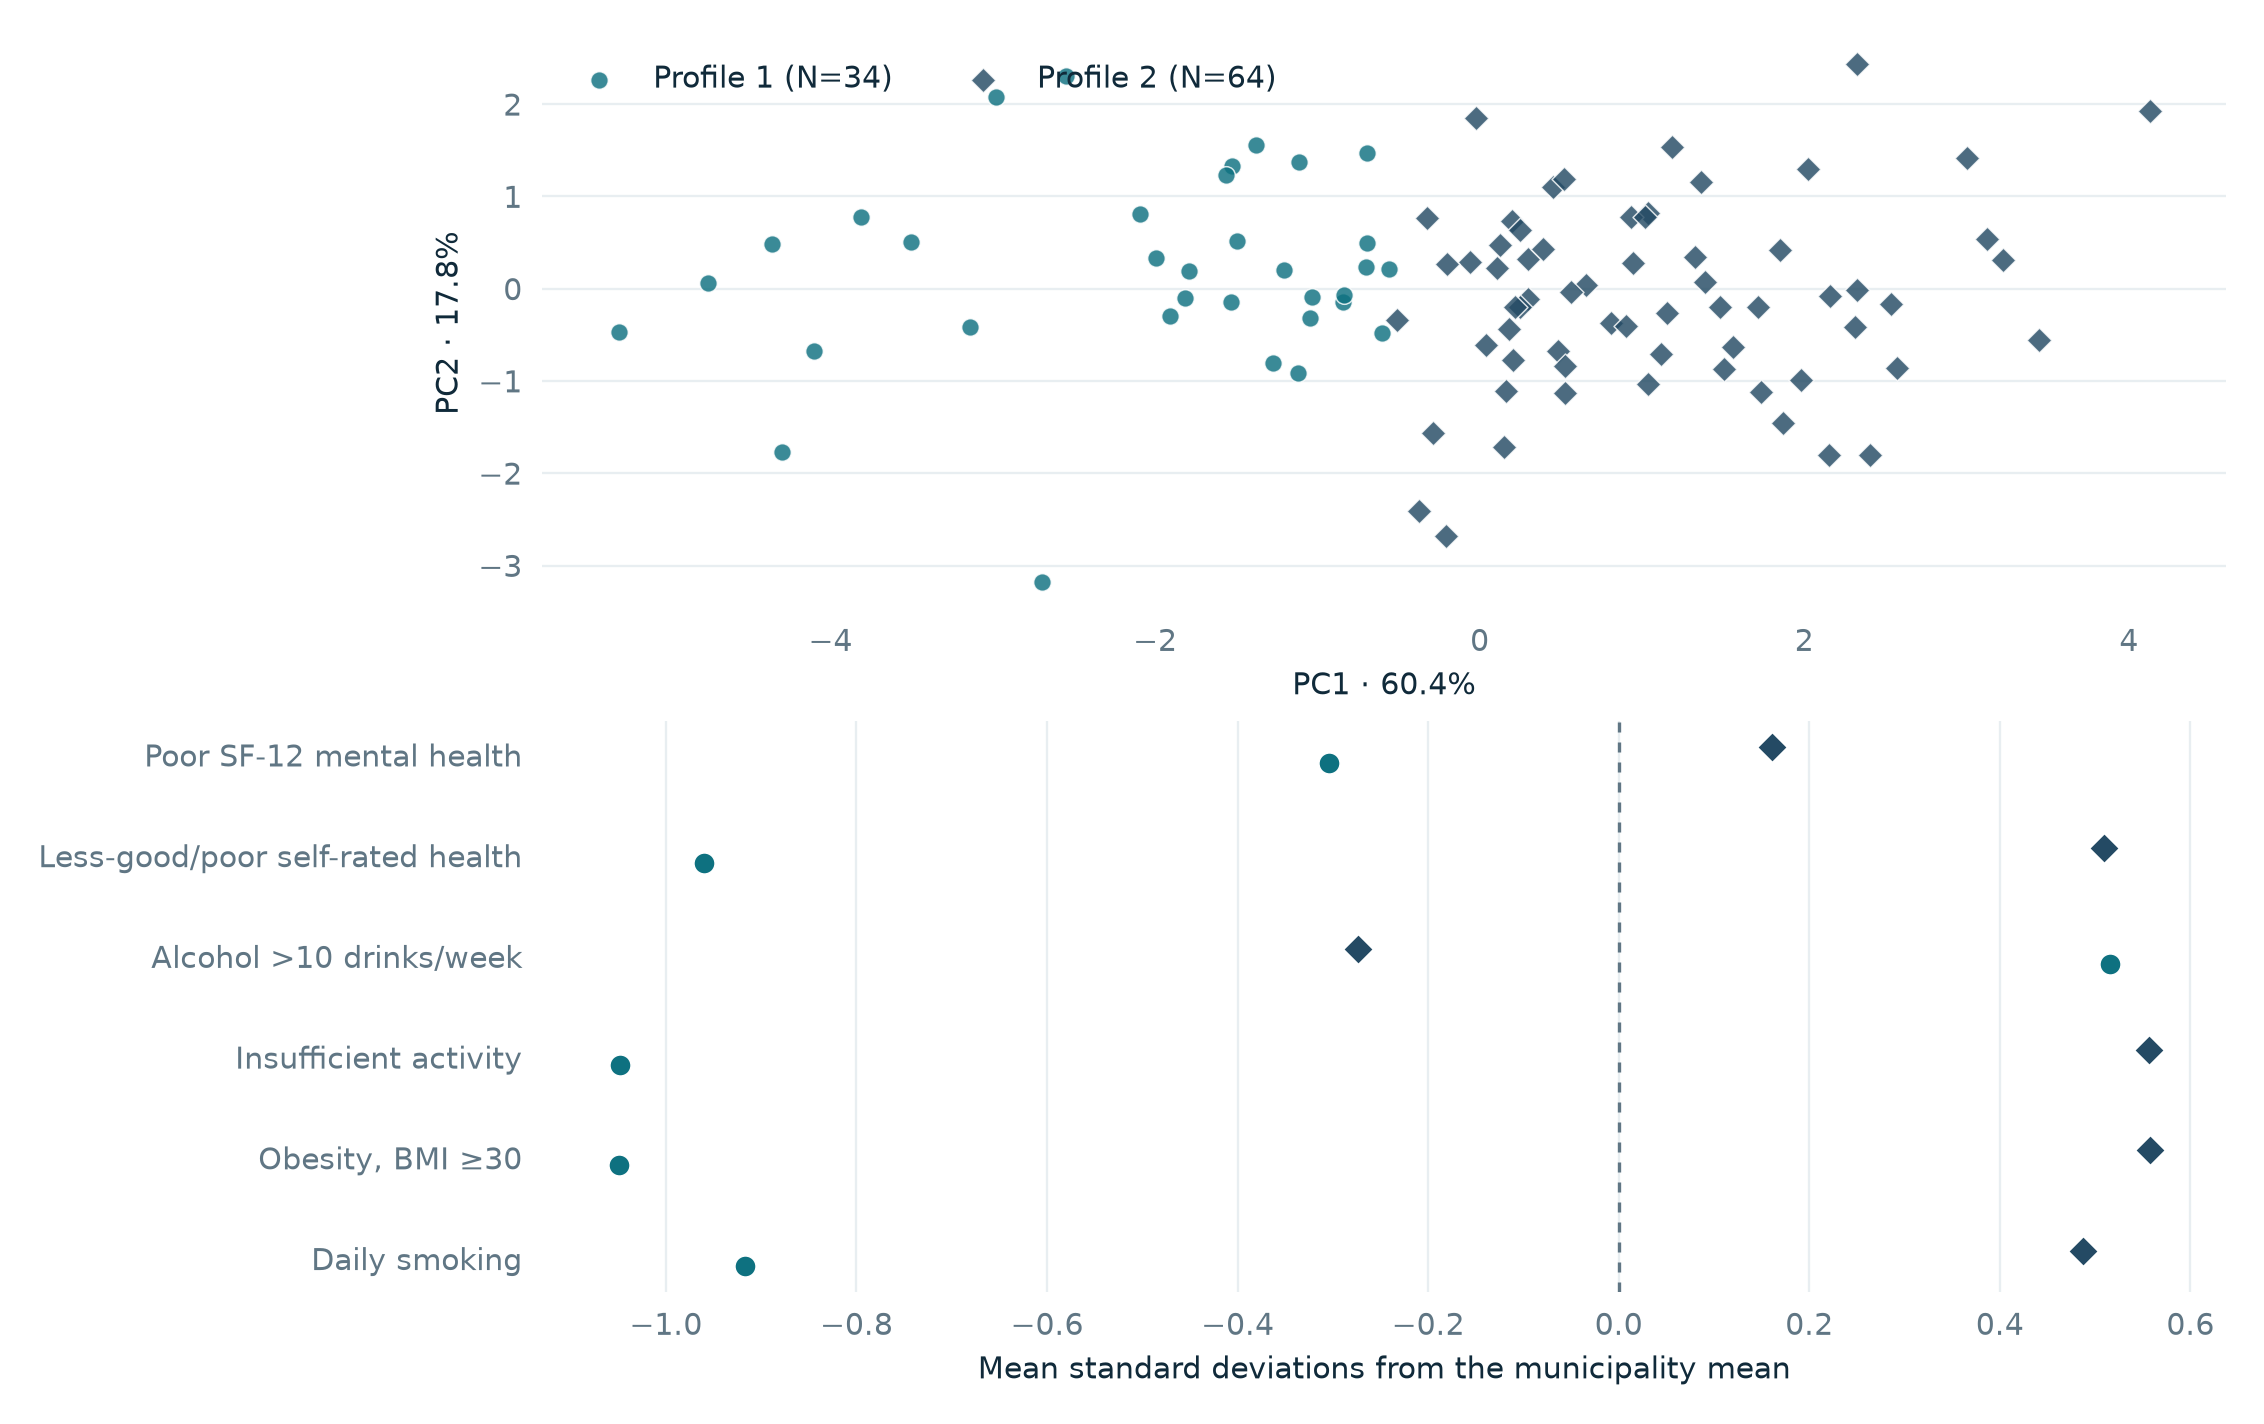 Profile 1 (N=34)
Profile 2 (N=64)
2
1
0
−1
−2
−3
PC2 · 17.8%
−4
−2
0
2
4
PC1 · 60.4%
Poor SF-12 mental health
Less-good/poor self-rated health
Alcohol >10 drinks/week
Insufficient activity
Obesity, BMI ≥30
Daily smoking
−1.0
−0.8
−0.6
−0.4
−0.2
0.0
0.2
0.4
0.6
Mean standard deviations from the municipality mean